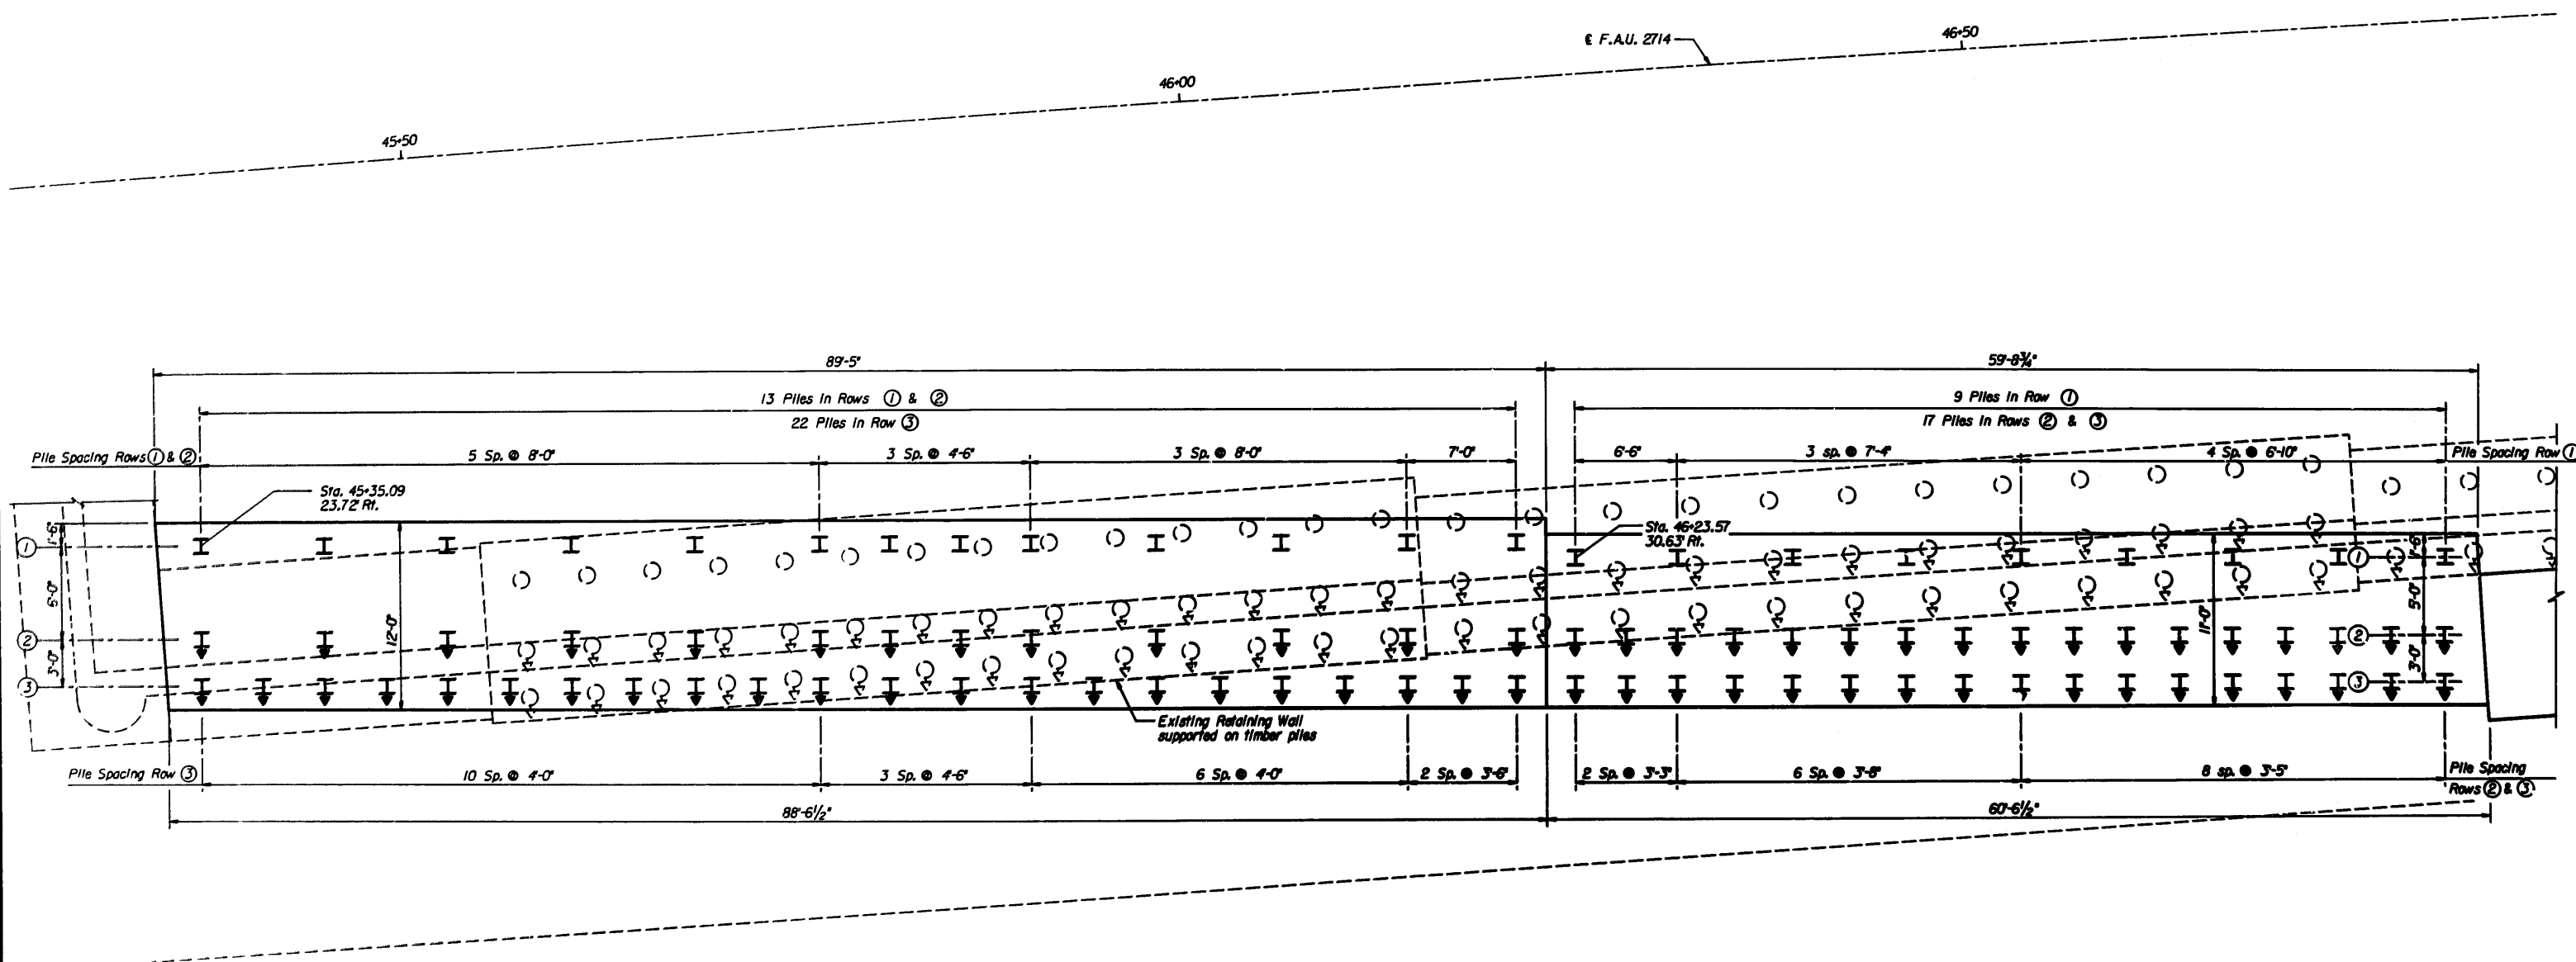 ℄ F.A.U. 2714
46+50
46+00
45+50
89'-5"
59'-8¾"
13 Piles in Rows ① & ②
22 Piles in Row ③
9 Piles in Row ①
17 Piles in Rows ② & ③
Pile Spacing Rows ① & ②
5 Sp. @ 8'-0"
3 Sp. @ 4'-6"
3 Sp. @ 8'-0"
7'-0"
6'-6"
3 sp. @ 7'-4"
4 Sp. @ 6'-10"
Pile Spacing Row ①
Sta. 45+35.09
23.72' Rt.
Sta. 46+23.57
30.63' Rt.
1'-6"
6'-0"
3'-0"
①
②
③
12'-0"
11'-0"
1'-6"
5'-0"
3'-0"
①
②
③
Existing Retaining Wall
supported on timber piles
Pile Spacing Row ③
10 Sp. @ 4'-0"
3 Sp. @ 4'-6"
6 Sp. @ 4'-0"
2 Sp. @ 3'-6"
2 Sp. @ 3'-3"
6 Sp. @ 3'-8"
8 sp. @ 3'-5"
Pile Spacing
Rows ② & ③
88'-6½"
60'-6½"